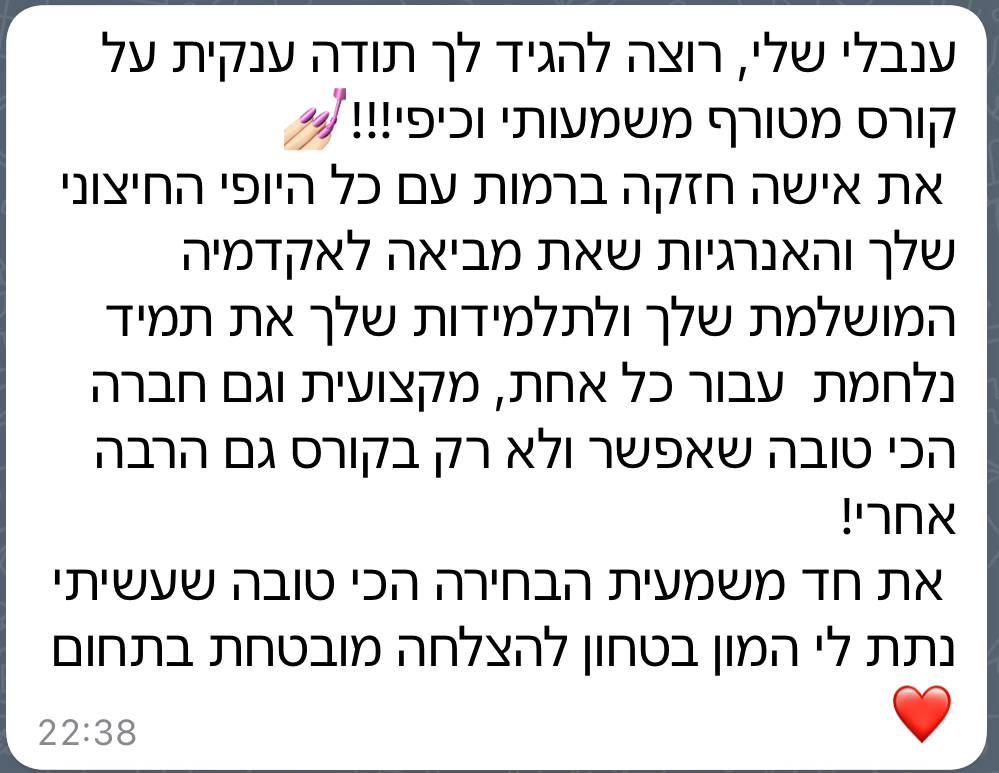 ענבלי שלי, רוצה להגיד לך תודה ענקית על
קורס מטורף משמעותי וכיפי!!!💅🏻
את אישה חזקה ברמות עם כל היופי החיצוני
שלך והאנרגיות שאת מביאה לאקדמיה
המושלמת שלך ולתלמידות שלך את תמיד
נלחמת עבור כל אחת, מקצועית וגם חברה
הכי טובה שאפשר ולא רק בקורס גם הרבה
אחרי!
את חד משמעית הבחירה הכי טובה שעשיתי
נתת לי המון בטחון להצלחה מובטחת בתחום
❤️
22:38